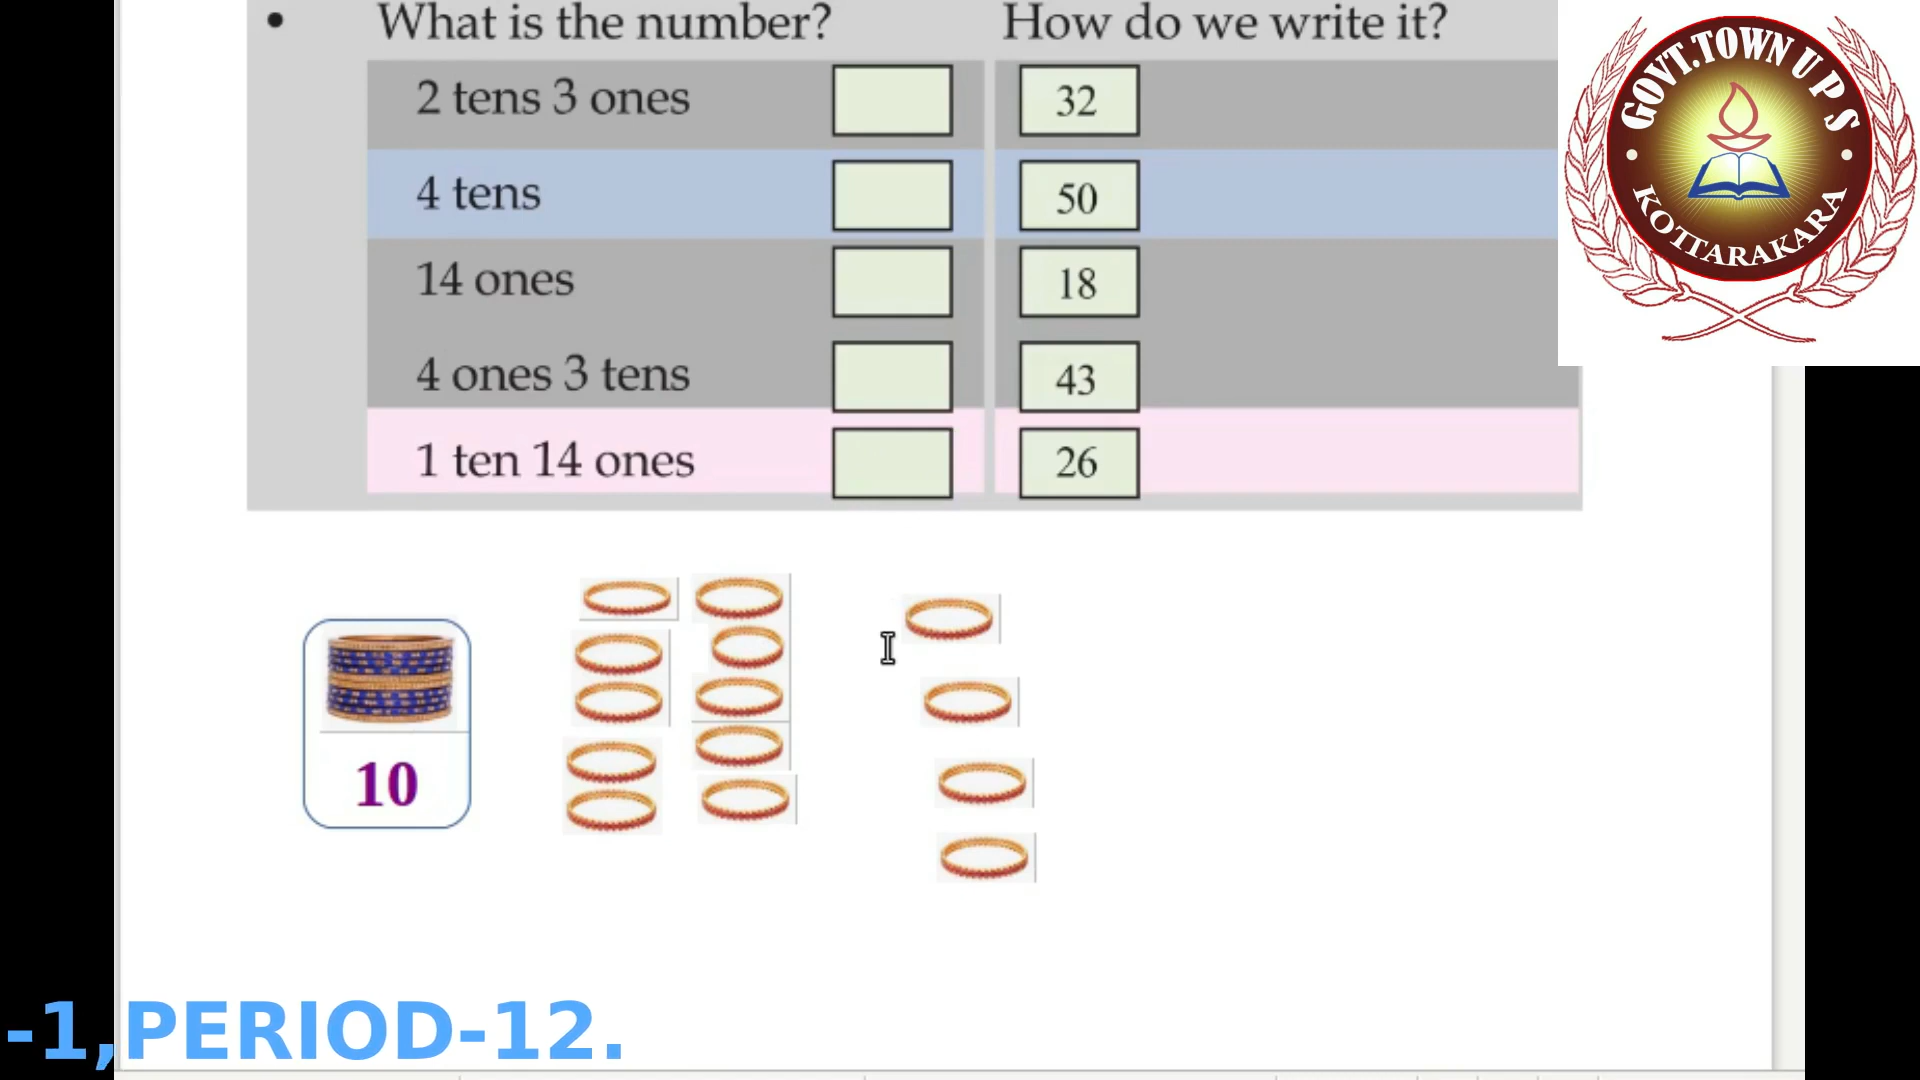 • What is the number? How do we write it?
2 tens 3 ones 32
4 tens 50
14 ones 18
4 ones 3 tens 43
1 ten 14 ones 26
10
GOVT.TOWN U P S
KOTTARAKARA
-1,PERIOD-12.